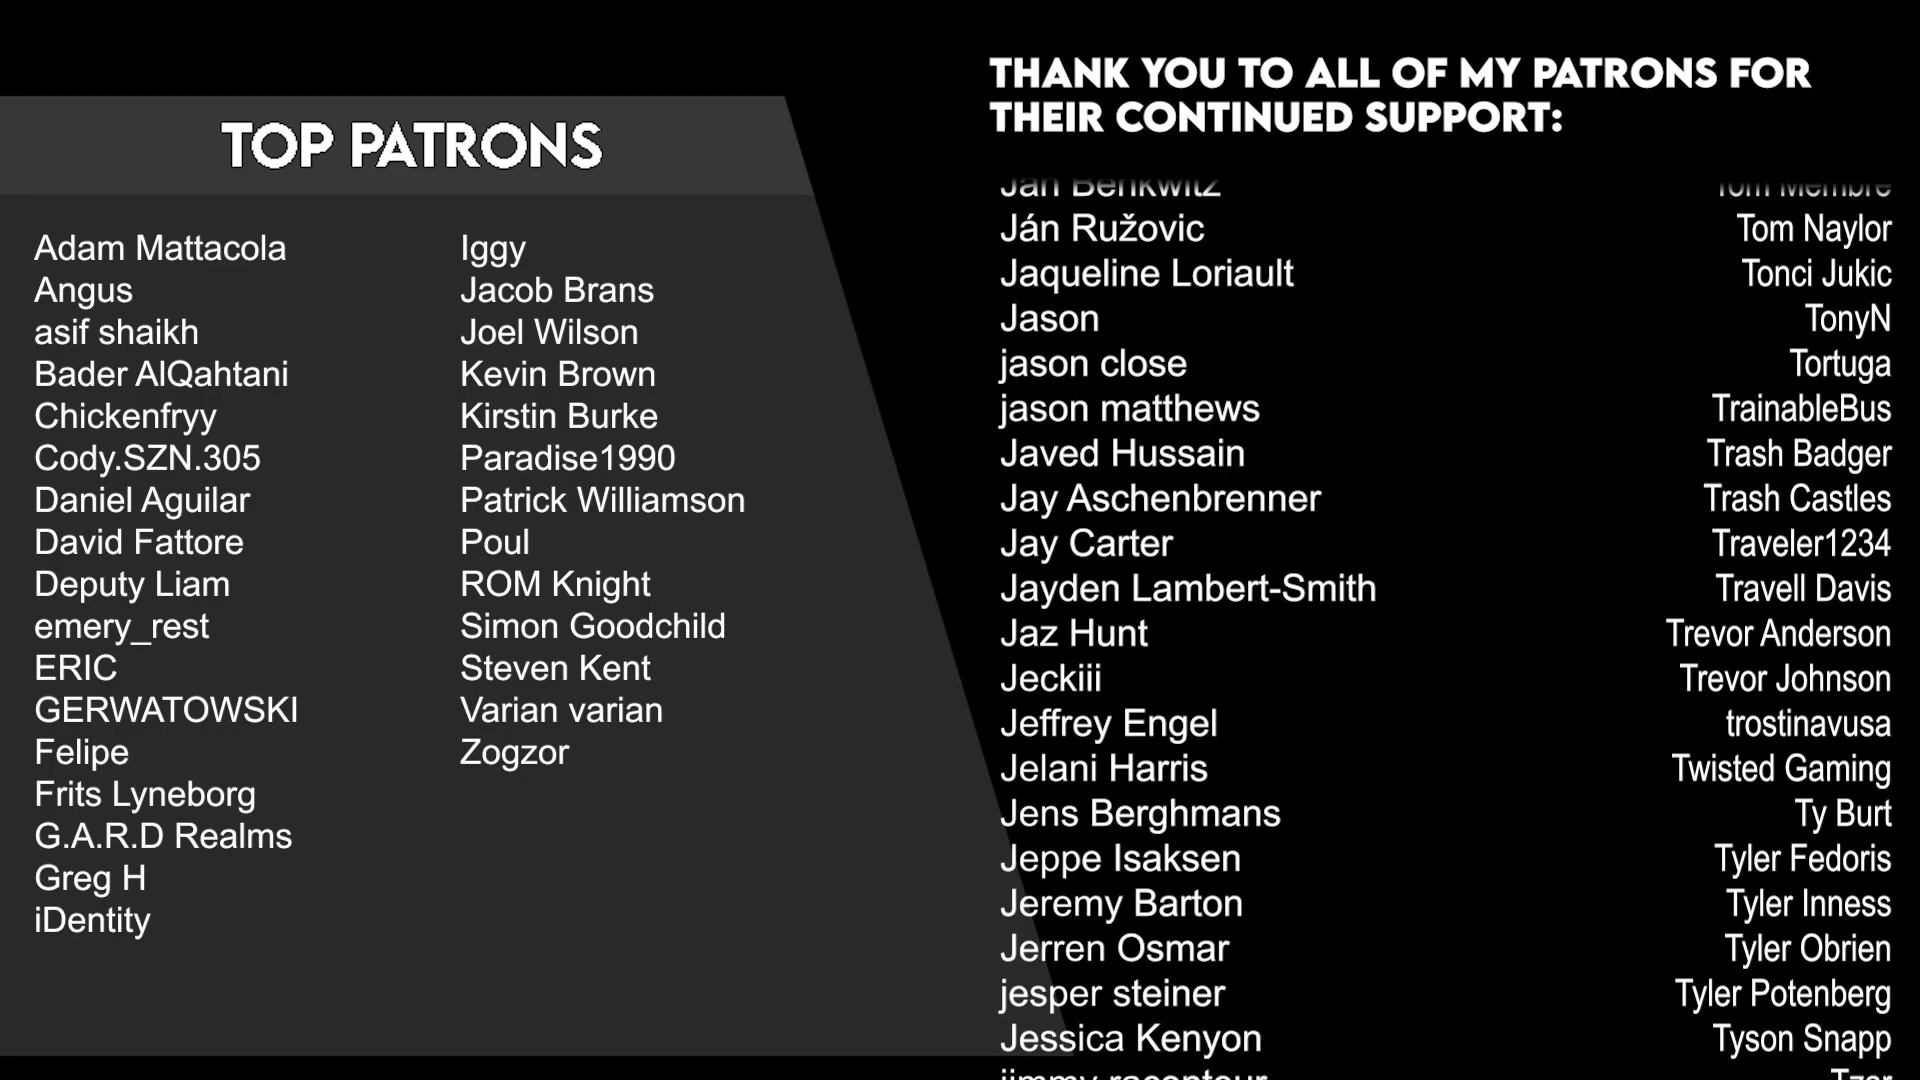 TOP PATRONS
Adam Mattacola
Angus
asif shaikh
Bader AlQahtani
Chickenfryy
Cody.SZN.305
Daniel Aguilar
David Fattore
Deputy Liam
emery_rest
ERIC
GERWATOWSKI
Felipe
Frits Lyneborg
G.A.R.D Realms
Greg H
iDentity
Iggy
Jacob Brans
Joel Wilson
Kevin Brown
Kirstin Burke
Paradise1990
Patrick Williamson
Poul
ROM Knight
Simon Goodchild
Steven Kent
Varian varian
Zogzor
THANK YOU TO ALL OF MY PATRONS FOR
THEIR CONTINUED SUPPORT:
Jan Benkwitz
Ján Ružovic
Jaqueline Loriault
Jason
jason close
jason matthews
Javed Hussain
Jay Aschenbrenner
Jay Carter
Jayden Lambert-Smith
Jaz Hunt
Jeckiii
Jeffrey Engel
Jelani Harris
Jens Berghmans
Jeppe Isaksen
Jeremy Barton
Jerren Osmar
jesper steiner
Jessica Kenyon
Tom Membre
Tom Naylor
Tonci Jukic
TonyN
Tortuga
TrainableBus
Trash Badger
Trash Castles
Traveler1234
Travell Davis
Trevor Anderson
Trevor Johnson
trostinavusa
Twisted Gaming
Ty Burt
Tyler Fedoris
Tyler Inness
Tyler Obrien
Tyler Potenberg
Tyson Snapp